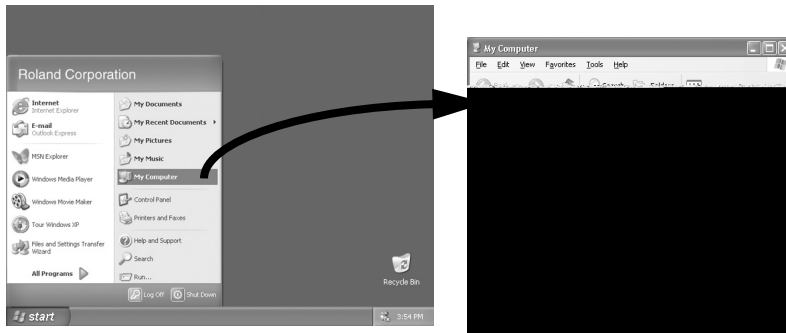 Roland Corporation
Internet
Internet Explorer
E-mail
Outlook Express
MSN Explorer
Windows Media Player
Windows Movie Maker
Tour Windows XP
Files and Settings Transfer
Wizard
All Programs
My Documents
My Recent Documents
My Pictures
My Music
My Computer
Control Panel
Printers and Faxes
Help and Support
Search
Run...
Log Off Shut Down
Recycle Bin
start
3:54 PM
My Computer
File Edit View Favorites Tools Help
Search Folders